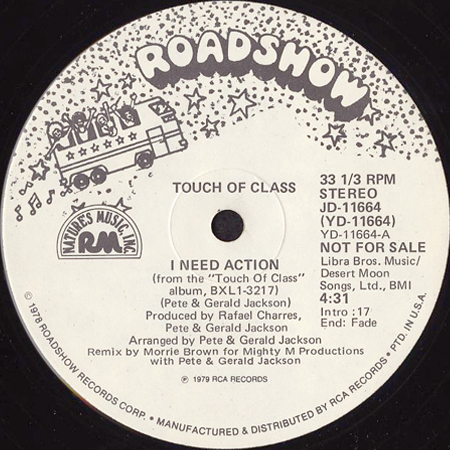 ROADSHOW
TOUCH OF CLASS
NATURE'S MUSIC, INC.
RM
33 1/3 RPM
STEREO
JD-11664
(YD-11664)
YD-11664-A
NOT FOR SALE
Libra Bros. Music/
Desert Moon
Songs, Ltd., BMI
4:31
Intro : 17
End: Fade
I NEED ACTION
(from the "Touch Of Class"
album, BXL1-3217)
(Pete & Gerald Jackson)
Produced by Rafael Charres,
Pete & Gerald Jackson
Arranged by Pete & Gerald Jackson
Remix by Morrie Brown for Mighty M Productions
with Pete & Gerald Jackson
℗ 1979 RCA RECORDS
© 1978 ROADSHOW RECORDS CORP. • MANUFACTURED & DISTRIBUTED BY RCA RECORDS • PTD. IN U.S.A.